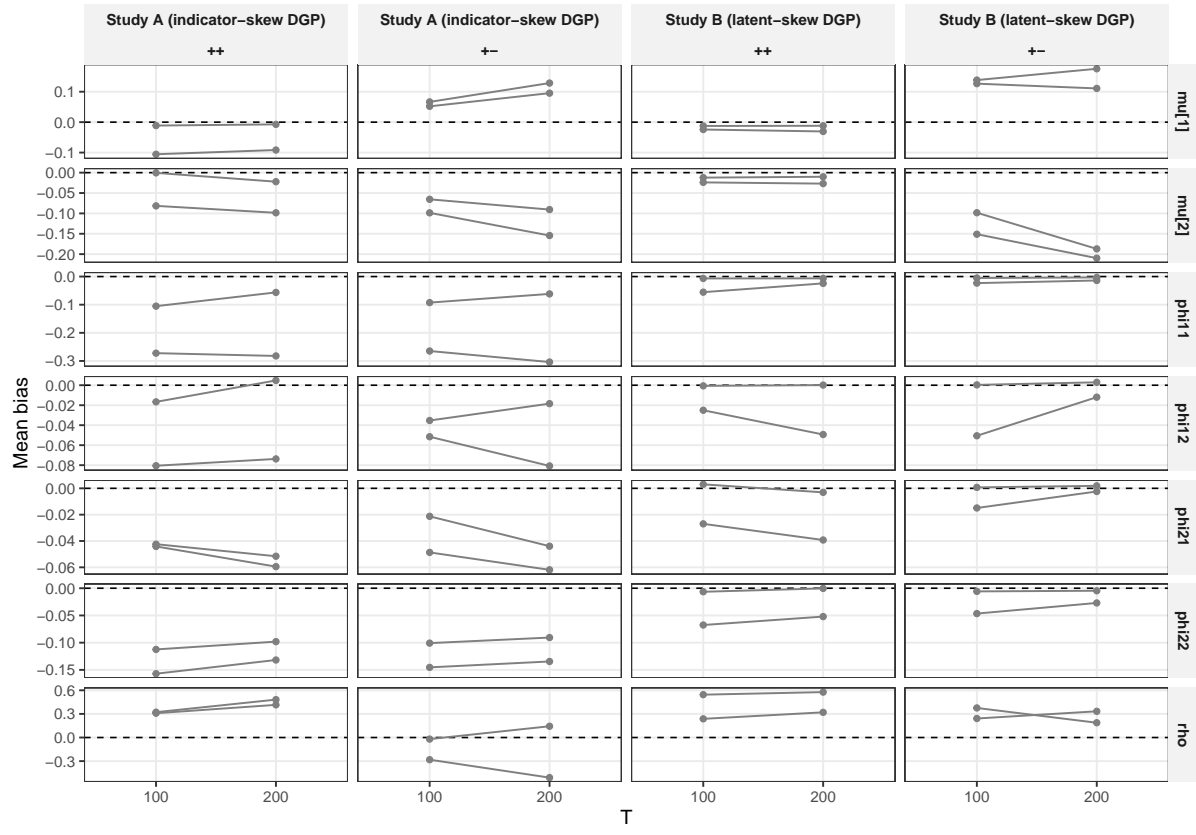 Study A (indicator−skew DGP) Study A (indicator−skew DGP) Study B (latent−skew DGP) Study B (latent−skew DGP)
++ +− ++ +−
0.1
0.0
−0.1
mu[1]
0.00
−0.05
−0.10
−0.15
−0.20
mu[2]
0.0
−0.1
−0.2
−0.3
phi11
0.00
−0.02
−0.04
−0.06
−0.08
phi12
0.00
−0.02
−0.04
−0.06
phi21
0.00
−0.05
−0.10
−0.15
phi22
0.6
0.3
0.0
−0.3
rho
Mean bias
100 200 100 200 100 200 100 200
T